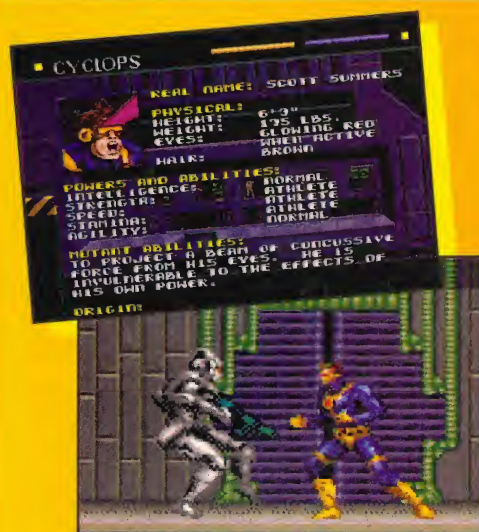 CYCLOPS
REAL NAME: SCOTT SUMMERS
PHYSICAL:
HEIGHT: 6'3"
WEIGHT: 195 LBS.
EYES: GLOWING RED
WHEN ACTIVE
HAIR: BROWN
POWERS AND ABILITIES:
INTELLIGENCE: NORMAL
STRENGTH: ATHLETE
SPEED: ATHLETE
STAMINA: ATHLETE
AGILITY: NORMAL
MUTANT ABILITIES:
TO PROJECT A BEAM OF CONCUSSIVE
FORCE FROM HIS EYES. HE IS
INVULNERABLE TO THE EFFECTS OF
HIS OWN POWER.
ORIGIN: